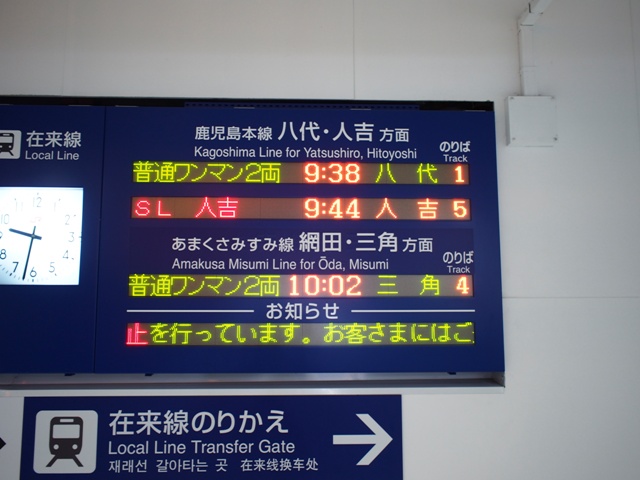 在来線
Local Line
鹿児島本線 八代・人吉 方面
Kagoshima Line for Yatsushiro, Hitoyoshi
のりば
Track
普通ワンマン2両 9:38 八代 1
SL 人吉 9:44 人吉 5
あまくさみすみ線 網田・三角 方面
Amakusa Misumi Line for Ōda, Misumi
のりば
Track
普通ワンマン2両 10:02 三角 4
お知らせ
止を行っています。お客さまにはご
在来線のりかえ
Local Line Transfer Gate
재래선 갈아타는 곳 在来线换车处